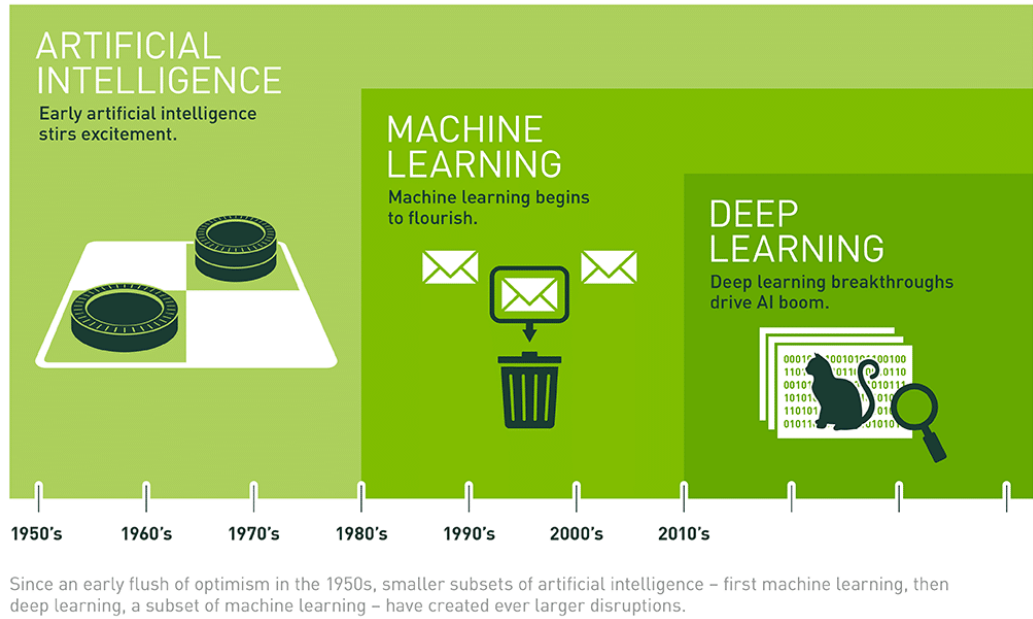 ARTIFICIAL
INTELLIGENCE
Early artificial intelligence
stirs excitement.
MACHINE
LEARNING
Machine learning begins
to flourish.
DEEP
LEARNING
Deep learning breakthroughs
drive AI boom.
1950's
1960's
1970's
1980's
1990's
2000's
2010's
Since an early flush of optimism in the 1950s, smaller subsets of artificial intelligence – first machine learning, then
deep learning, a subset of machine learning – have created ever larger disruptions.